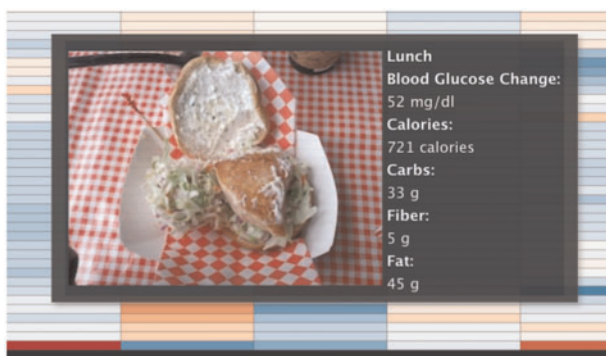 Lunch
Blood Glucose Change:
52 mg/dl
Calories:
721 calories
Carbs:
33 g
Fiber:
5 g
Fat:
45 g